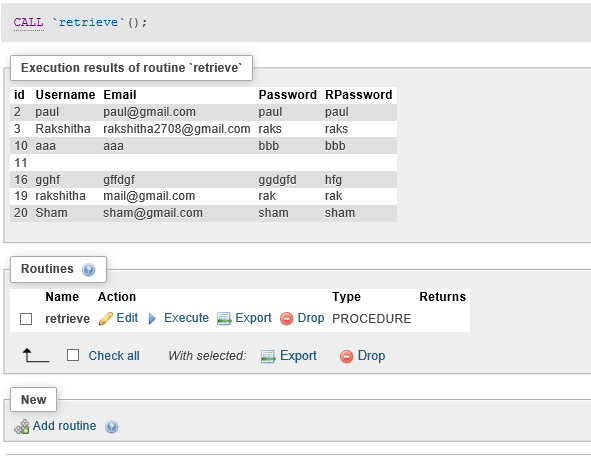 CALL `retrieve`();
Execution results of routine `retrieve`
id Username Email Password RPassword
2 paul paul@gmail.com paul paul
3 Rakshitha rakshitha2708@gmail.com raks raks
10 aaa aaa bbb bbb
11
16 gghf gffdgf ggdgfd hfg
19 rakshitha mail@gmail.com rak rak
20 Sham sham@gmail.com sham sham
Routines
Name Action Type Returns
retrieve Edit Execute Export Drop PROCEDURE
Check all With selected: Export Drop
New
Add routine